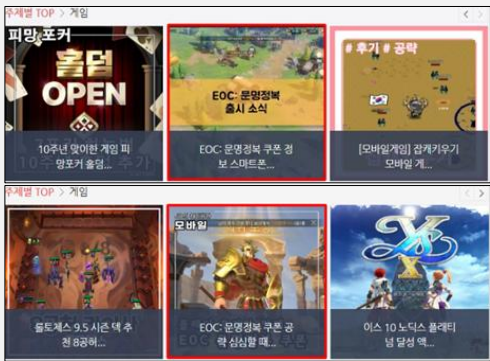 주제별 TOP > 게임
피망 포커
홀덤
OPEN
10주년 맞이한 게임 피
망포커 홀덤...
EOC: 문명정복
출시 소식
EOC: 문명정복 쿠폰 정
보 스마트폰...
# 후기 # 공략
[모바일게임] 잡캐키우기
모바일 게...
주제별 TOP > 게임
롤토체스 9.5 시즌 덱 추
천 8공허...
모바일
EOC: 문명정복 쿠폰 공
략 심심할 때...
Ys
X
이스 10 노딕스 플래티
넘 달성 액...